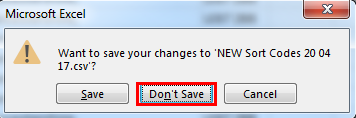 Microsoft Excel
Want to save your changes to 'NEW Sort Codes 20 04
17.csv'?
Save
Don't Save
Cancel